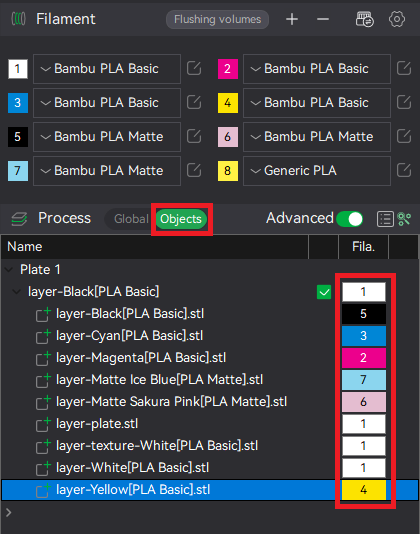 Filament Flushing volumes
1 Bambu PLA Basic 2 Bambu PLA Basic
3 Bambu PLA Basic 4 Bambu PLA Basic
5 Bambu PLA Matte 6 Bambu PLA Matte
7 Bambu PLA Matte 8 Generic PLA
Process Global Objects Advanced
Name Fila.
Plate 1
layer-Black[PLA Basic] 1
layer-Black[PLA Basic].stl 5
layer-Cyan[PLA Basic].stl 3
layer-Magenta[PLA Basic].stl 2
layer-Matte Ice Blue[PLA Matte].stl 7
layer-Matte Sakura Pink[PLA Matte].stl 6
layer-plate.stl 1
layer-texture-White[PLA Basic].stl 1
layer-White[PLA Basic].stl 1
layer-Yellow[PLA Basic].stl 4